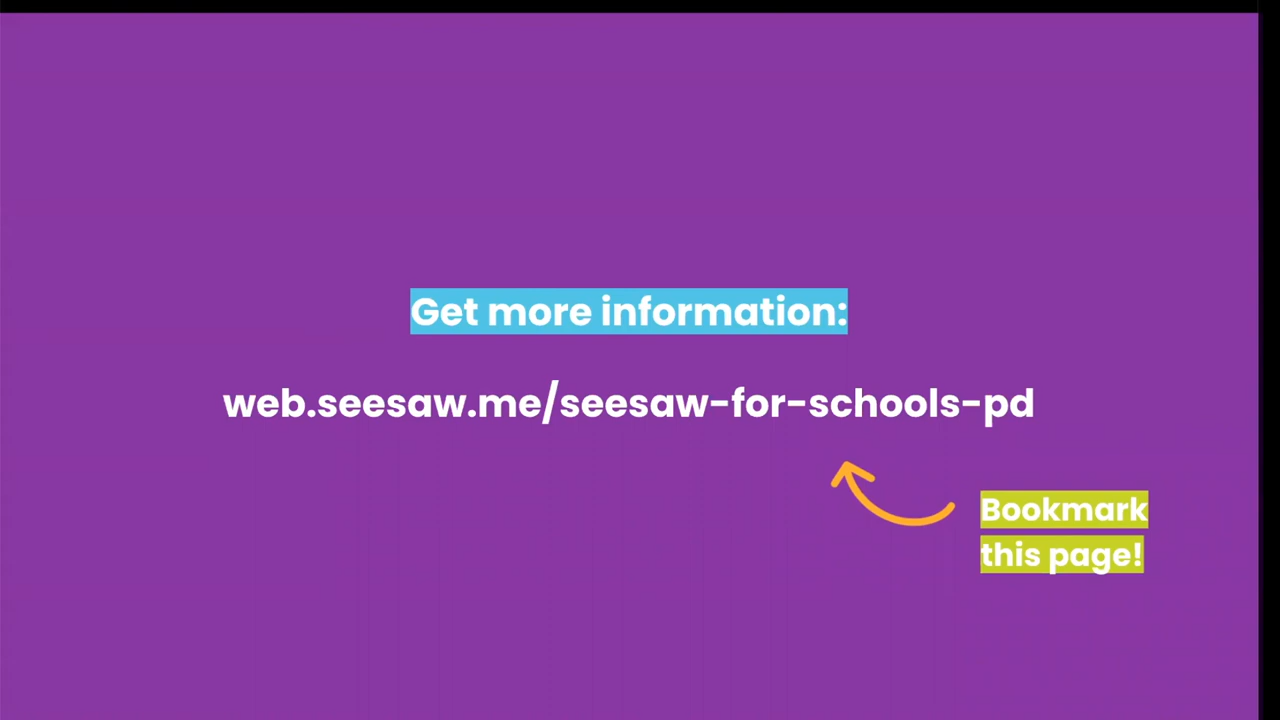 Get more information:
web.seesaw.me/seesaw-for-schools-pd
Bookmark
this page!